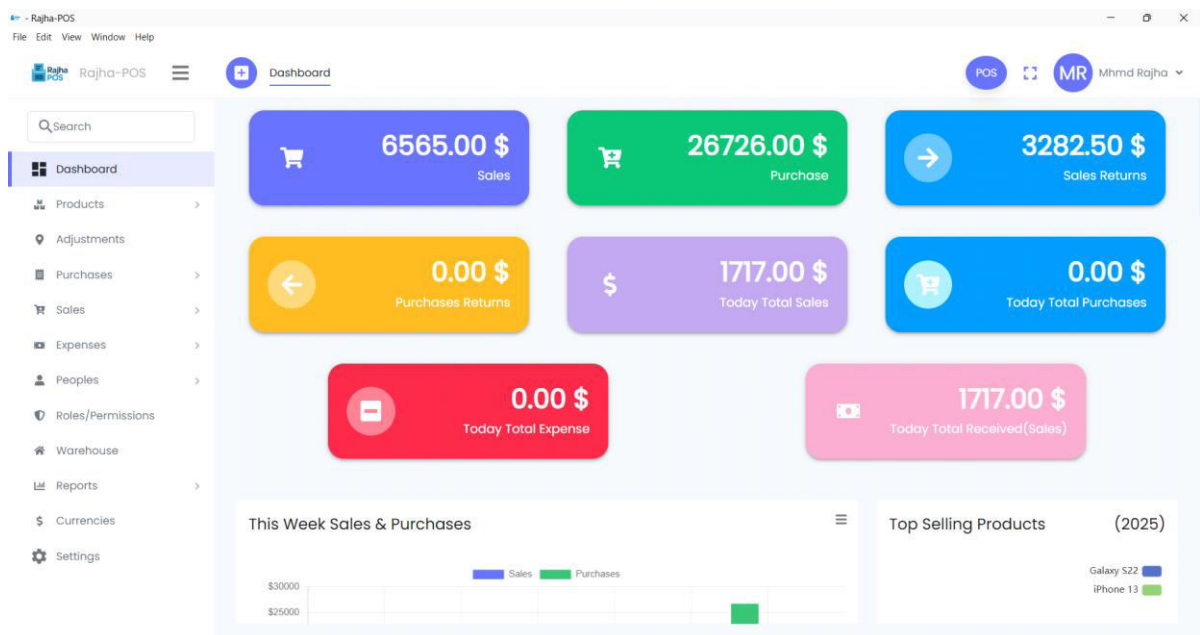 - Rajha-POS
File Edit View Window Help
Rajha POS
Rajha-POS
Dashboard
POS
MR
Mhmd Rajha
Search
Dashboard
Products
Adjustments
Purchases
Sales
Expenses
Peoples
Roles/Permissions
Warehouse
Reports
Currencies
Settings
6565.00 $
Sales
26726.00 $
Purchase
3282.50 $
Sales Returns
0.00 $
Purchases Returns
1717.00 $
Today Total Sales
0.00 $
Today Total Purchases
0.00 $
Today Total Expense
1717.00 $
Today Total Received(Sales)
This Week Sales & Purchases
Sales Purchases
$30000
$25000
Top Selling Products (2025)
Galaxy S22
iPhone 13